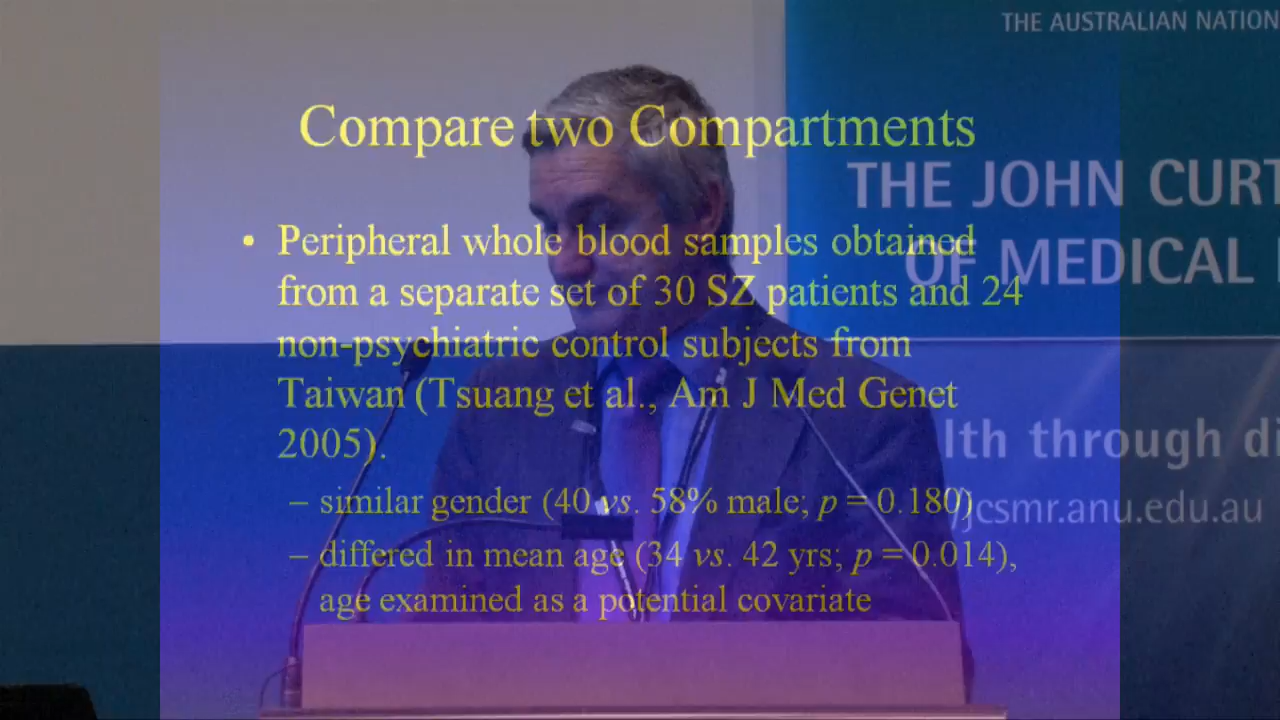 THE AUSTRALIAN NATION
THE JOHN CURT
OF MEDICAL
lth through di
jcsmr.anu.edu.au
Compare two Compartments
• Peripheral whole blood samples obtained
from a separate set of 30 SZ patients and 24
non-psychiatric control subjects from
Taiwan (Tsuang et al., Am J Med Genet
2005).
– similar gender (40 vs. 58% male; p = 0.180)
– differed in mean age (34 vs. 42 yrs; p = 0.014),
age examined as a potential covariate